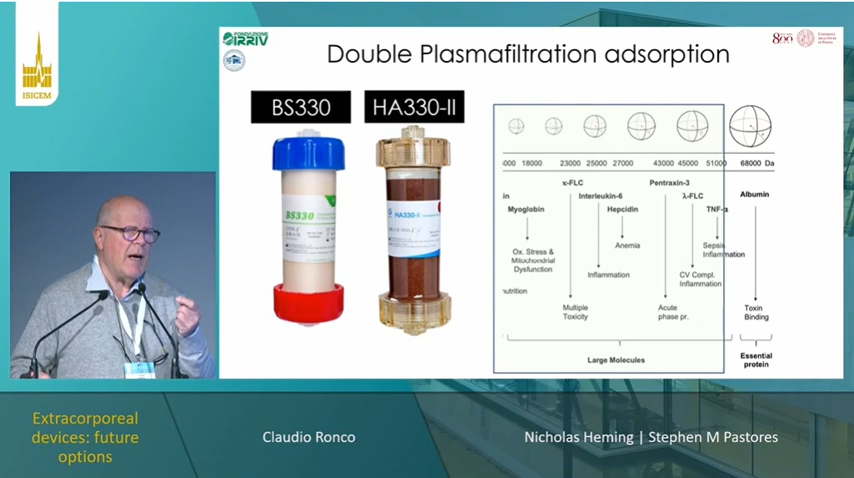 ISICEM
FONDAZIONE
IRRIV
800
Double Plasmafiltration adsorption
BS330
HA330-II
BS330
HA330-II
000 18000 23000 25000 27000 43000 45000 51000 68000 Da
κ-FLC
Pentraxin-3
Albumin
in
Interleukin-6
λ-FLC
Myoglobin
Hepcidin
TNF-a
Ox. Stress &
Mitochondrial
Dysfunction
Anemia
Sepsis
Inflammation
Inflammation
CV Compl.
Inflammation
nutrition
Multiple
Toxicity
Acute
phase pr.
Toxin
Binding
Large Molecules
Essential
protein
Extracorporeal
devices: future
options
Claudio Ronco
Nicholas Heming | Stephen M Pastores